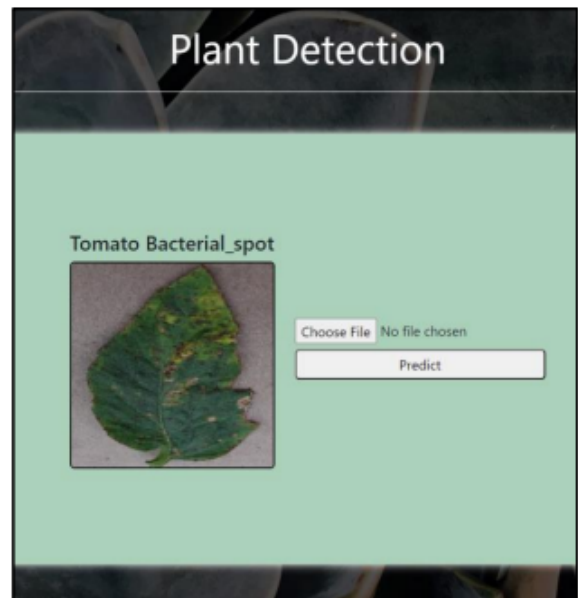 Plant Detection
Tomato Bacterial_spot
Choose File No file chosen
Predict